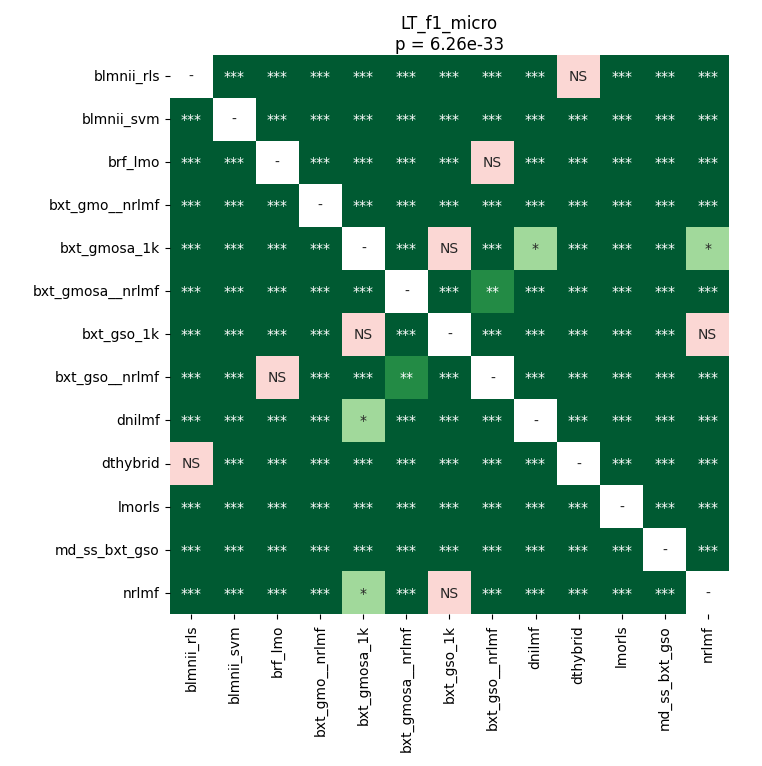 LT_f1_micro
p = 6.26e-33
blmnii_rls - *** *** *** *** *** *** *** *** NS *** *** ***
blmnii_svm *** - *** *** *** *** *** *** *** *** *** *** ***
brf_lmo *** *** - *** *** *** *** NS *** *** *** *** ***
bxt_gmo__nrlmf *** *** *** - *** *** *** *** *** *** *** *** ***
bxt_gmosa_1k *** *** *** *** - *** NS *** * *** *** *** *
bxt_gmosa__nrlmf *** *** *** *** *** - *** ** *** *** *** *** ***
bxt_gso_1k *** *** *** *** NS *** - *** *** *** *** *** NS
bxt_gso__nrlmf *** *** NS *** *** ** *** - *** *** *** *** ***
dnilmf *** *** *** *** * *** *** *** - *** *** *** ***
dthybrid NS *** *** *** *** *** *** *** *** - *** *** ***
lmorls *** *** *** *** *** *** *** *** *** *** - *** ***
md_ss_bxt_gso *** *** *** *** *** *** *** *** *** *** *** - ***
nrlmf *** *** *** *** * *** NS *** *** *** *** *** -
blmnii_rls
blmnii_svm
brf_lmo
bxt_gmo__nrlmf
bxt_gmosa_1k
bxt_gmosa__nrlmf
bxt_gso_1k
bxt_gso__nrlmf
dnilmf
dthybrid
lmorls
md_ss_bxt_gso
nrlmf